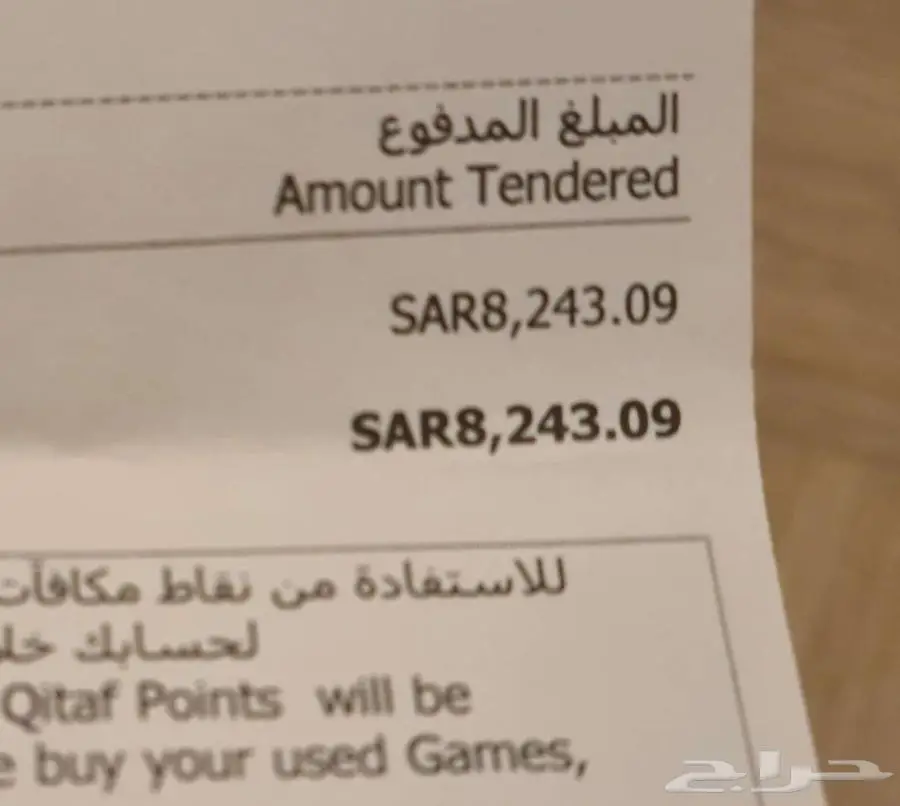 المبلغ المدفوع
Amount Tendered
SAR8,243.09
SAR8,243.09
للاستفادة من نقاط مكافآت
لحسابك
Qitaf Points will be
buy your used Games,
حراج